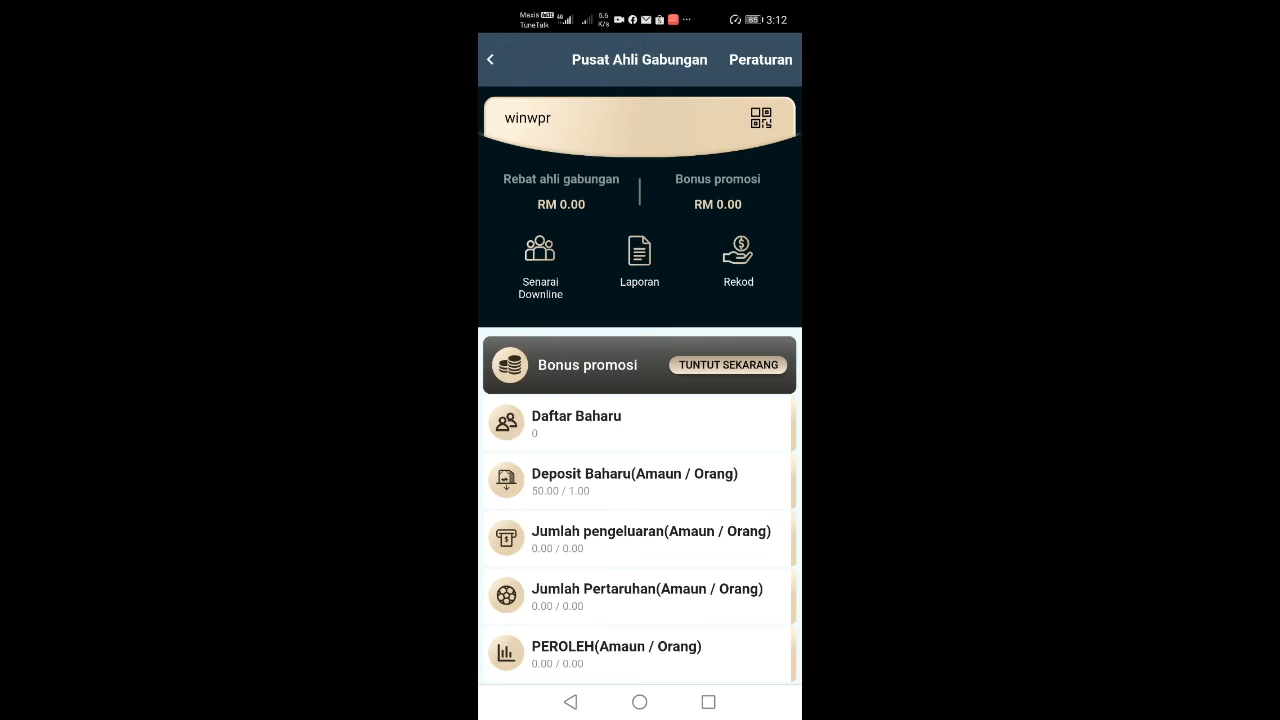 Maxis VoLTE 4G 5.6 K/s 85 3:12
TuneTalk
Pusat Ahli Gabungan Peraturan
winwpr
Rebat ahli gabungan Bonus promosi
RM 0.00 RM 0.00
Senarai Downline Laporan Rekod
Bonus promosi TUNTUT SEKARANG
Daftar Baharu
0
Deposit Baharu(Amaun / Orang)
50.00 / 1.00
Jumlah pengeluaran(Amaun / Orang)
0.00 / 0.00
Jumlah Pertaruhan(Amaun / Orang)
0.00 / 0.00
PEROLEH(Amaun / Orang)
0.00 / 0.00